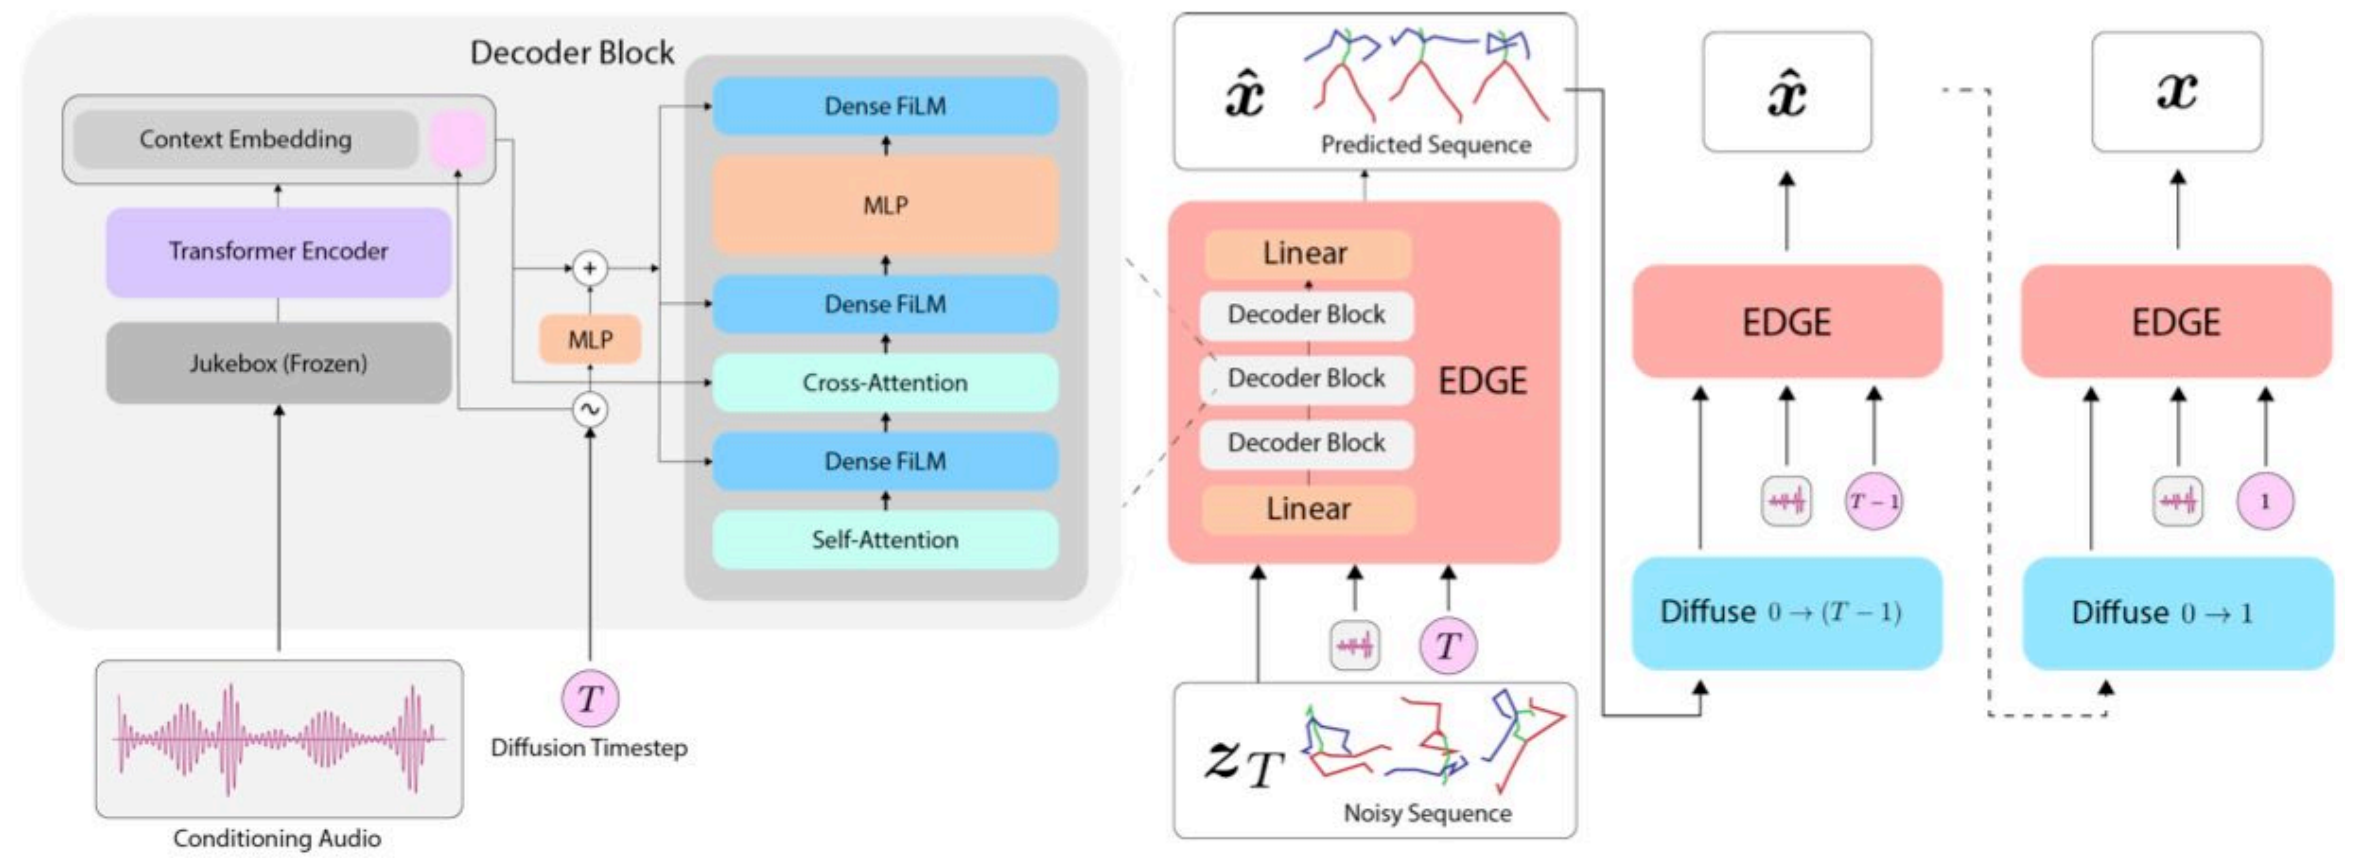 Decoder Block
Context Embedding
Transformer Encoder
Jukebox (Frozen)
Conditioning Audio
+
MLP
~
T
Diffusion Timestep
Dense FiLM
MLP
Dense FiLM
Cross-Attention
Dense FiLM
Self-Attention
x̂
Predicted Sequence
Linear
Decoder Block
Decoder Block
Decoder Block
Linear
EDGE
T
z_T
Noisy Sequence
x̂
EDGE
T − 1
Diffuse 0 → (T − 1)
x
EDGE
1
Diffuse 0 → 1